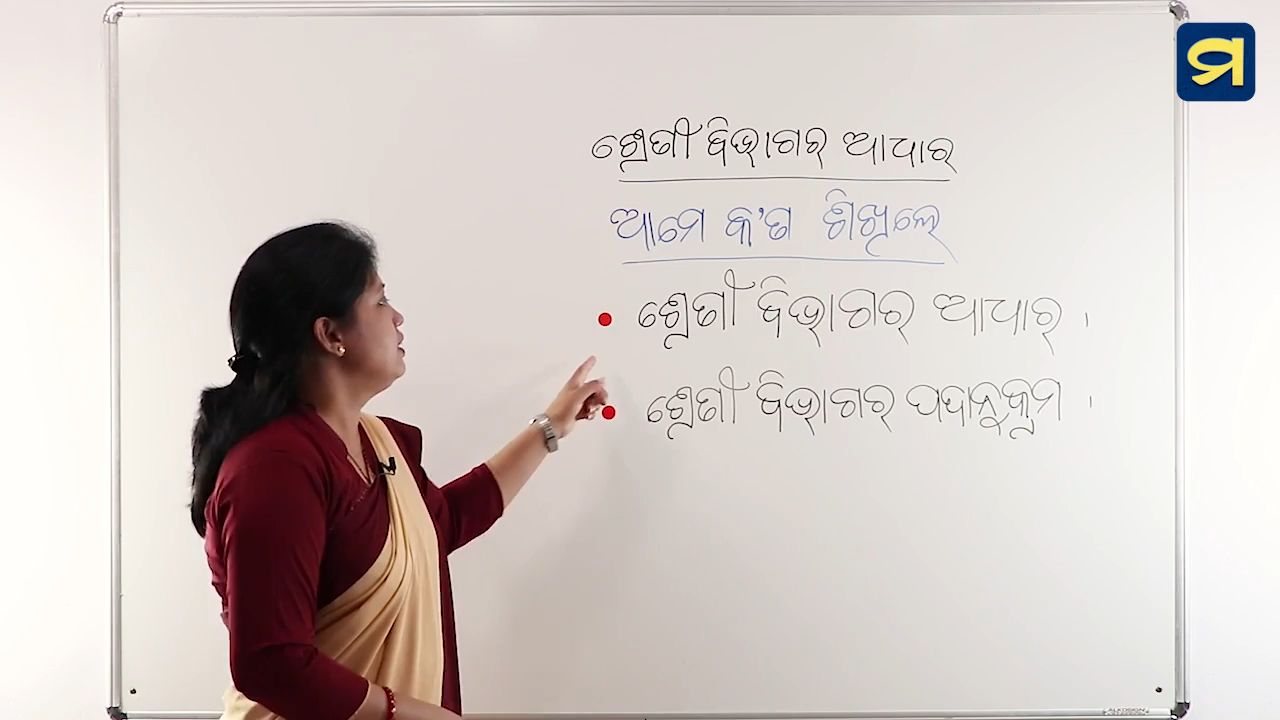 ଶ୍ରେଣୀ ବିଭାଗର ଆଧାର
ଆମେ କ'ଣ ଶିଖିଲେ
• ଶ୍ରେଣୀ ବିଭାଗର ଆଧାର ।
• ଶ୍ରେଣୀ ବିଭାଗର ପଦାନୁକ୍ରମ ।
ମ